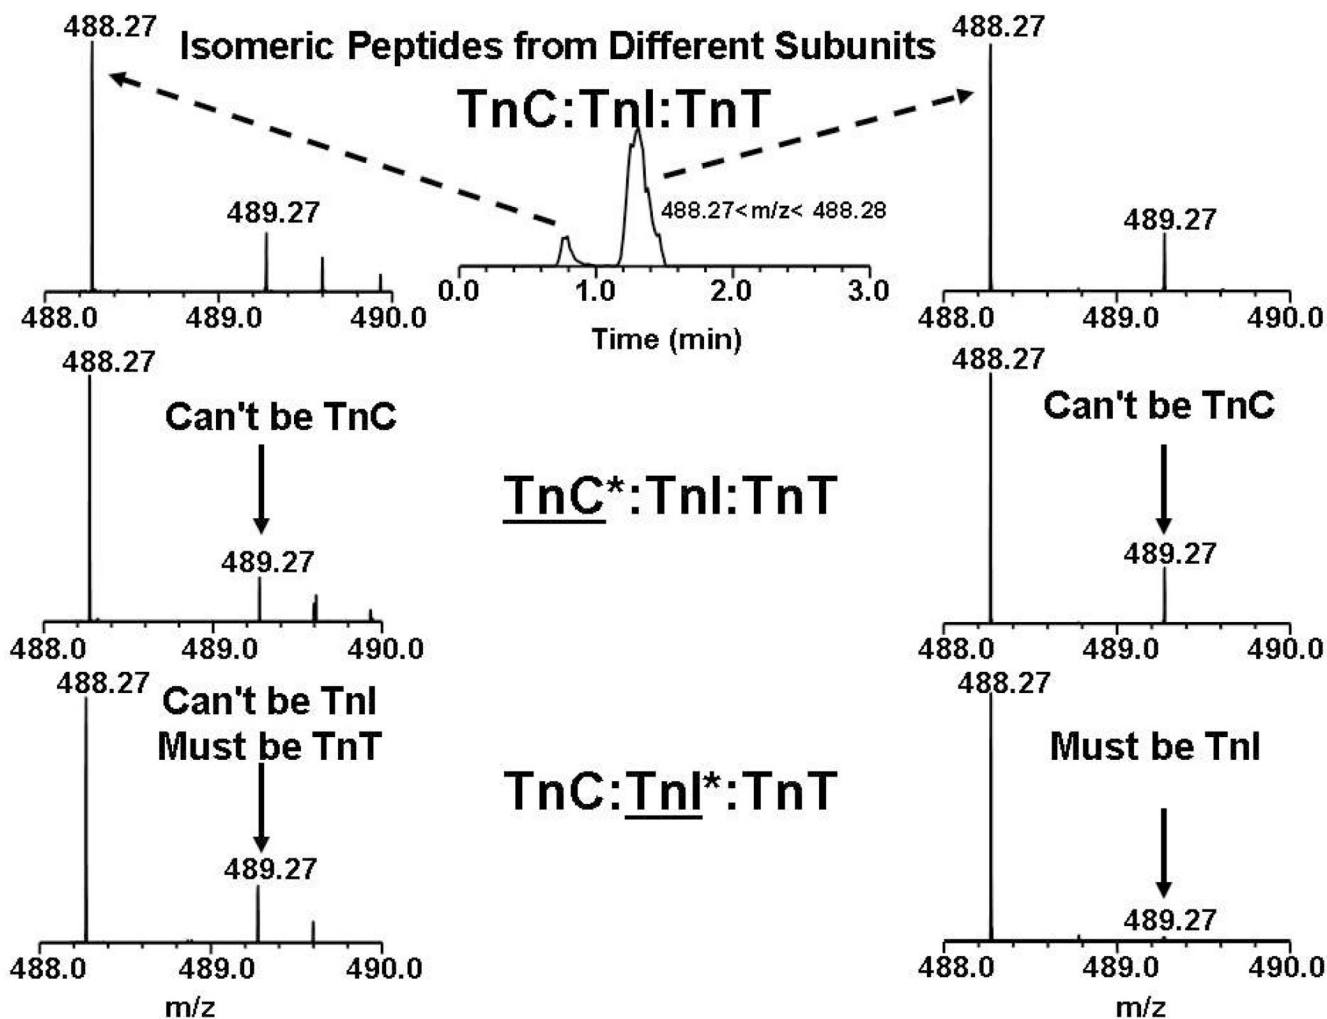 488.27
Isomeric Peptides from Different Subunits
488.27
TnC:TnI:TnT
489.27
488.27<m/z< 488.28
489.27
488.0 489.0 490.0
0.0 1.0 2.0 3.0
Time (min)
488.0 489.0 490.0
488.27
Can't be TnC
489.27
488.0 489.0 490.0
TnC*:TnI:TnT
488.27
Can't be TnC
489.27
488.0 489.0 490.0
488.27
Can't be TnI
Must be TnT
489.27
488.0 489.0 490.0
m/z
TnC:TnI*:TnT
488.27
Must be TnI
489.27
488.0 489.0 490.0
m/z